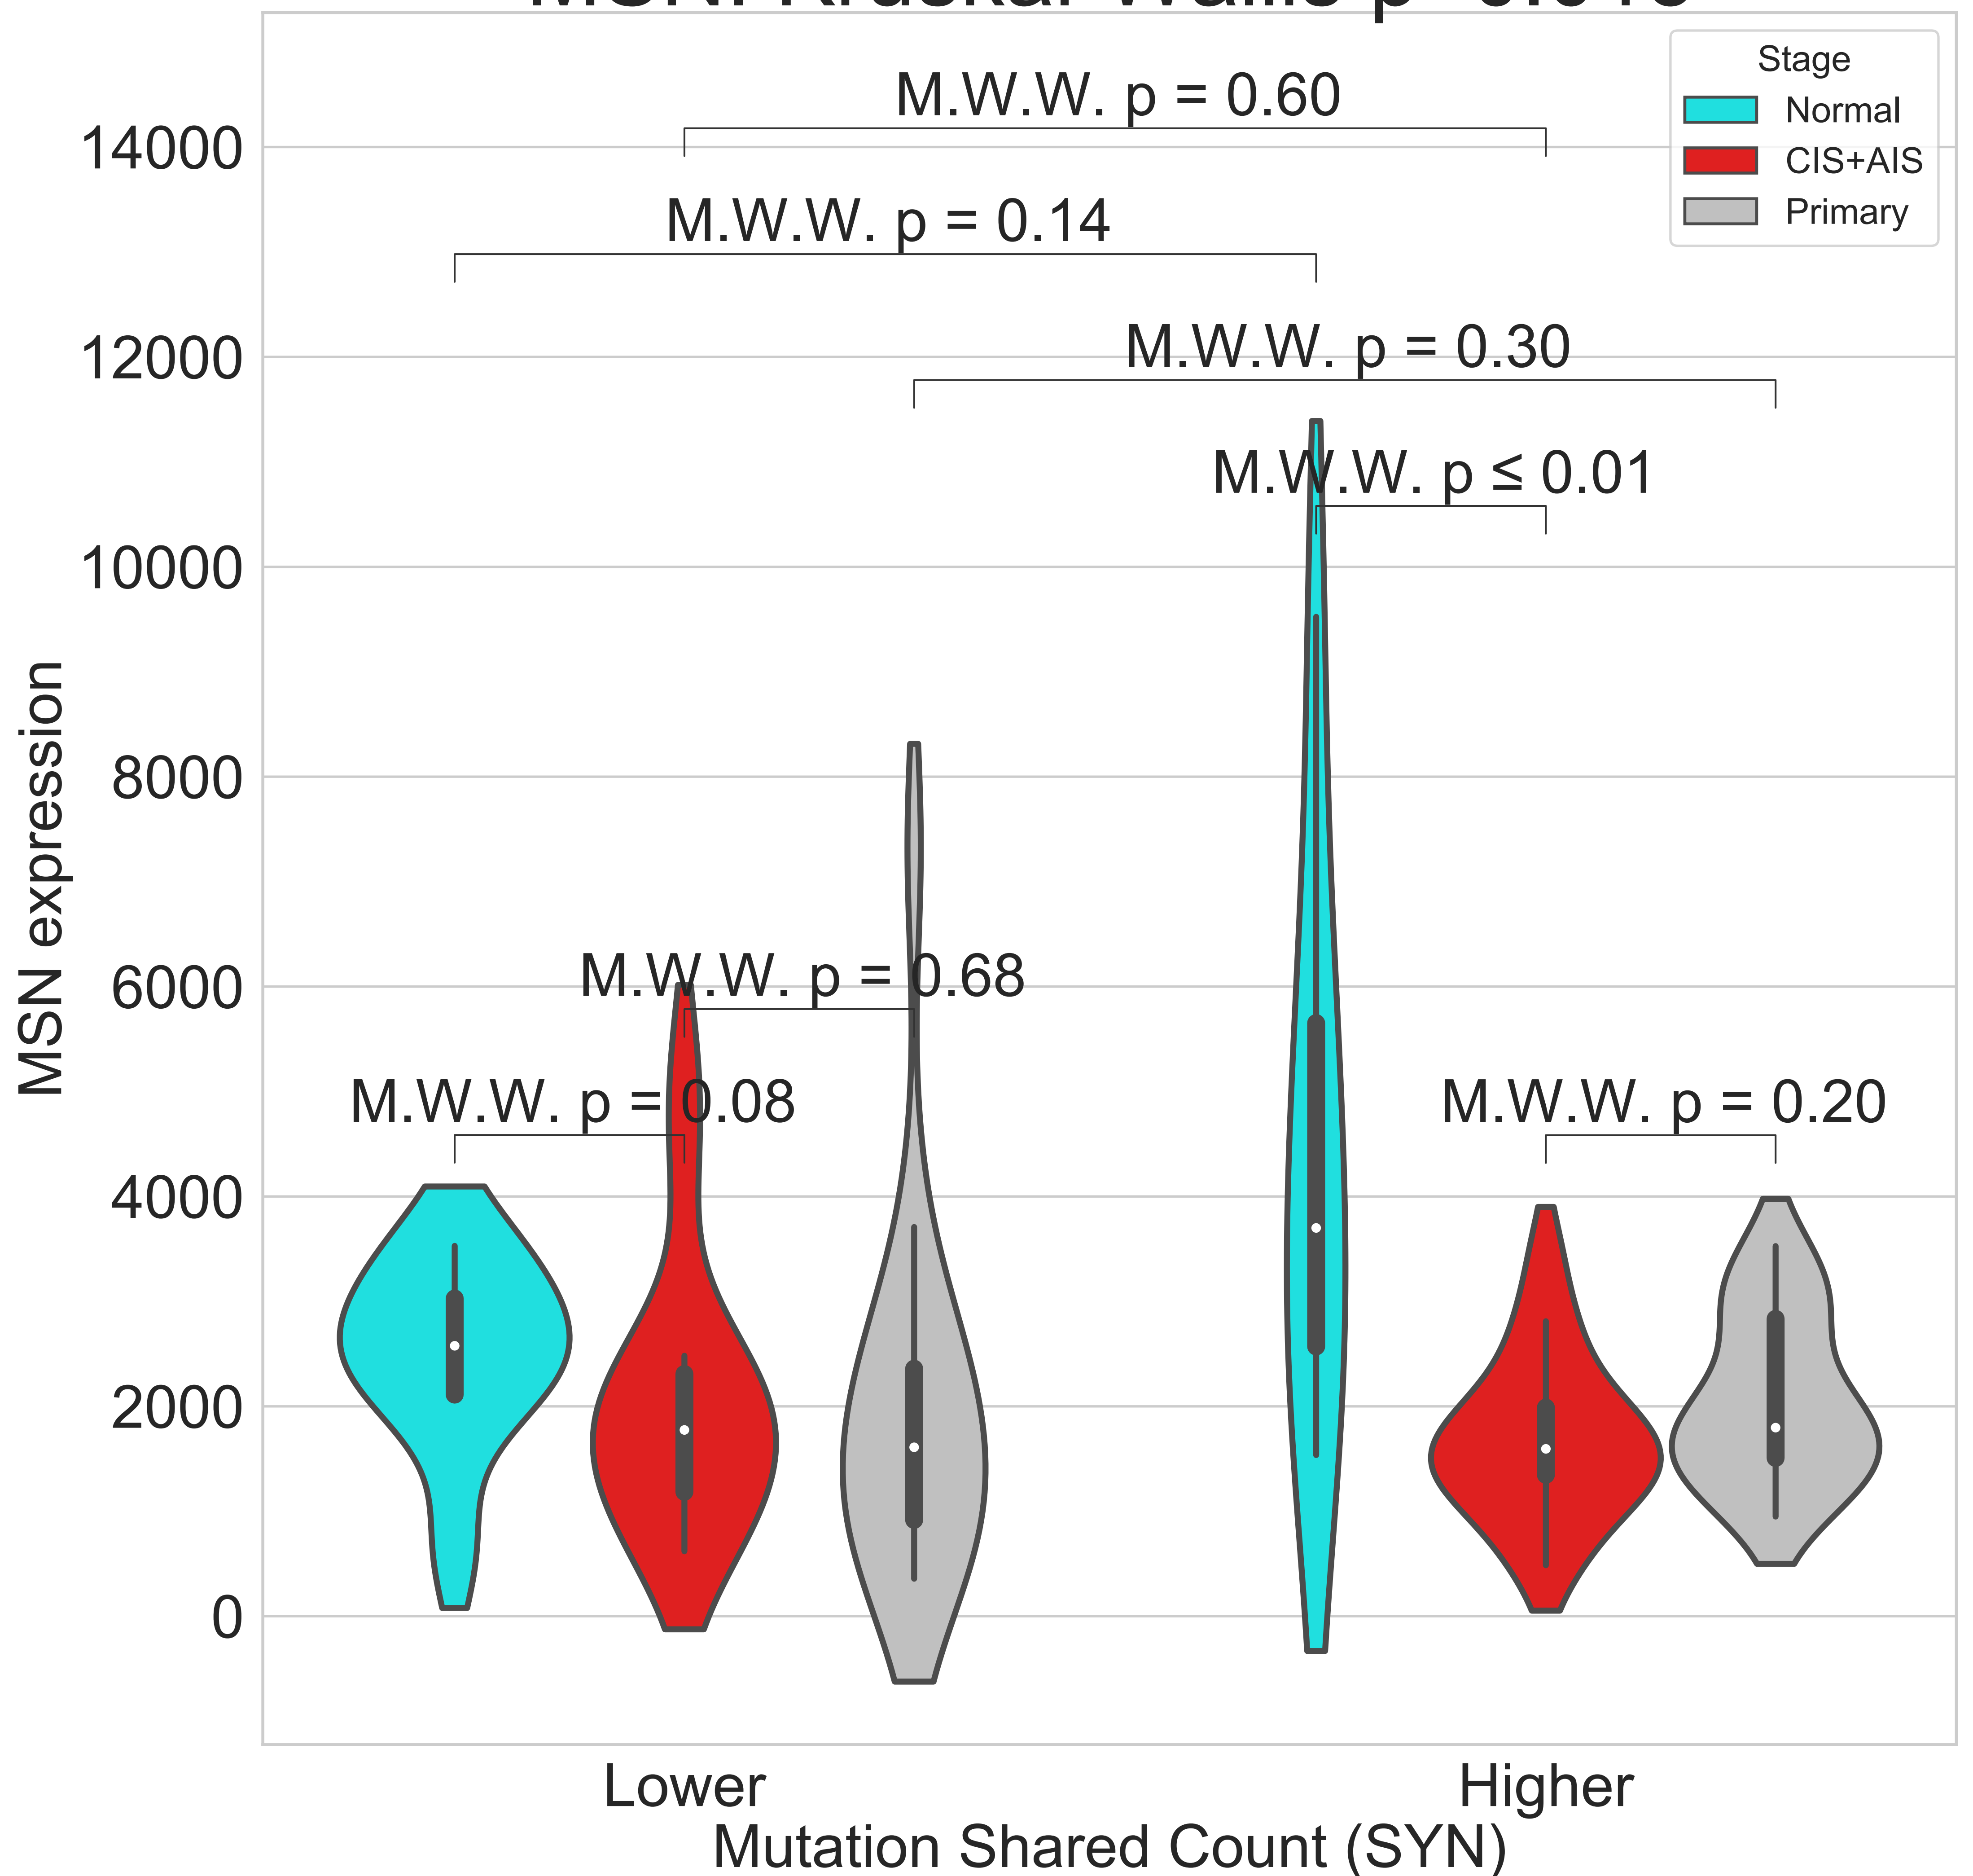 Stage
Normal
CIS+AIS
Primary
M.W.W. p = 0.60
M.W.W. p = 0.14
M.W.W. p = 0.30
M.W.W. p ≤ 0.01
M.W.W. p = 0.68
M.W.W. p = 0.08
M.W.W. p = 0.20
14000
12000
10000
8000
6000
4000
2000
0
MSN expression
Lower
Higher
Mutation Shared Count (SYN)